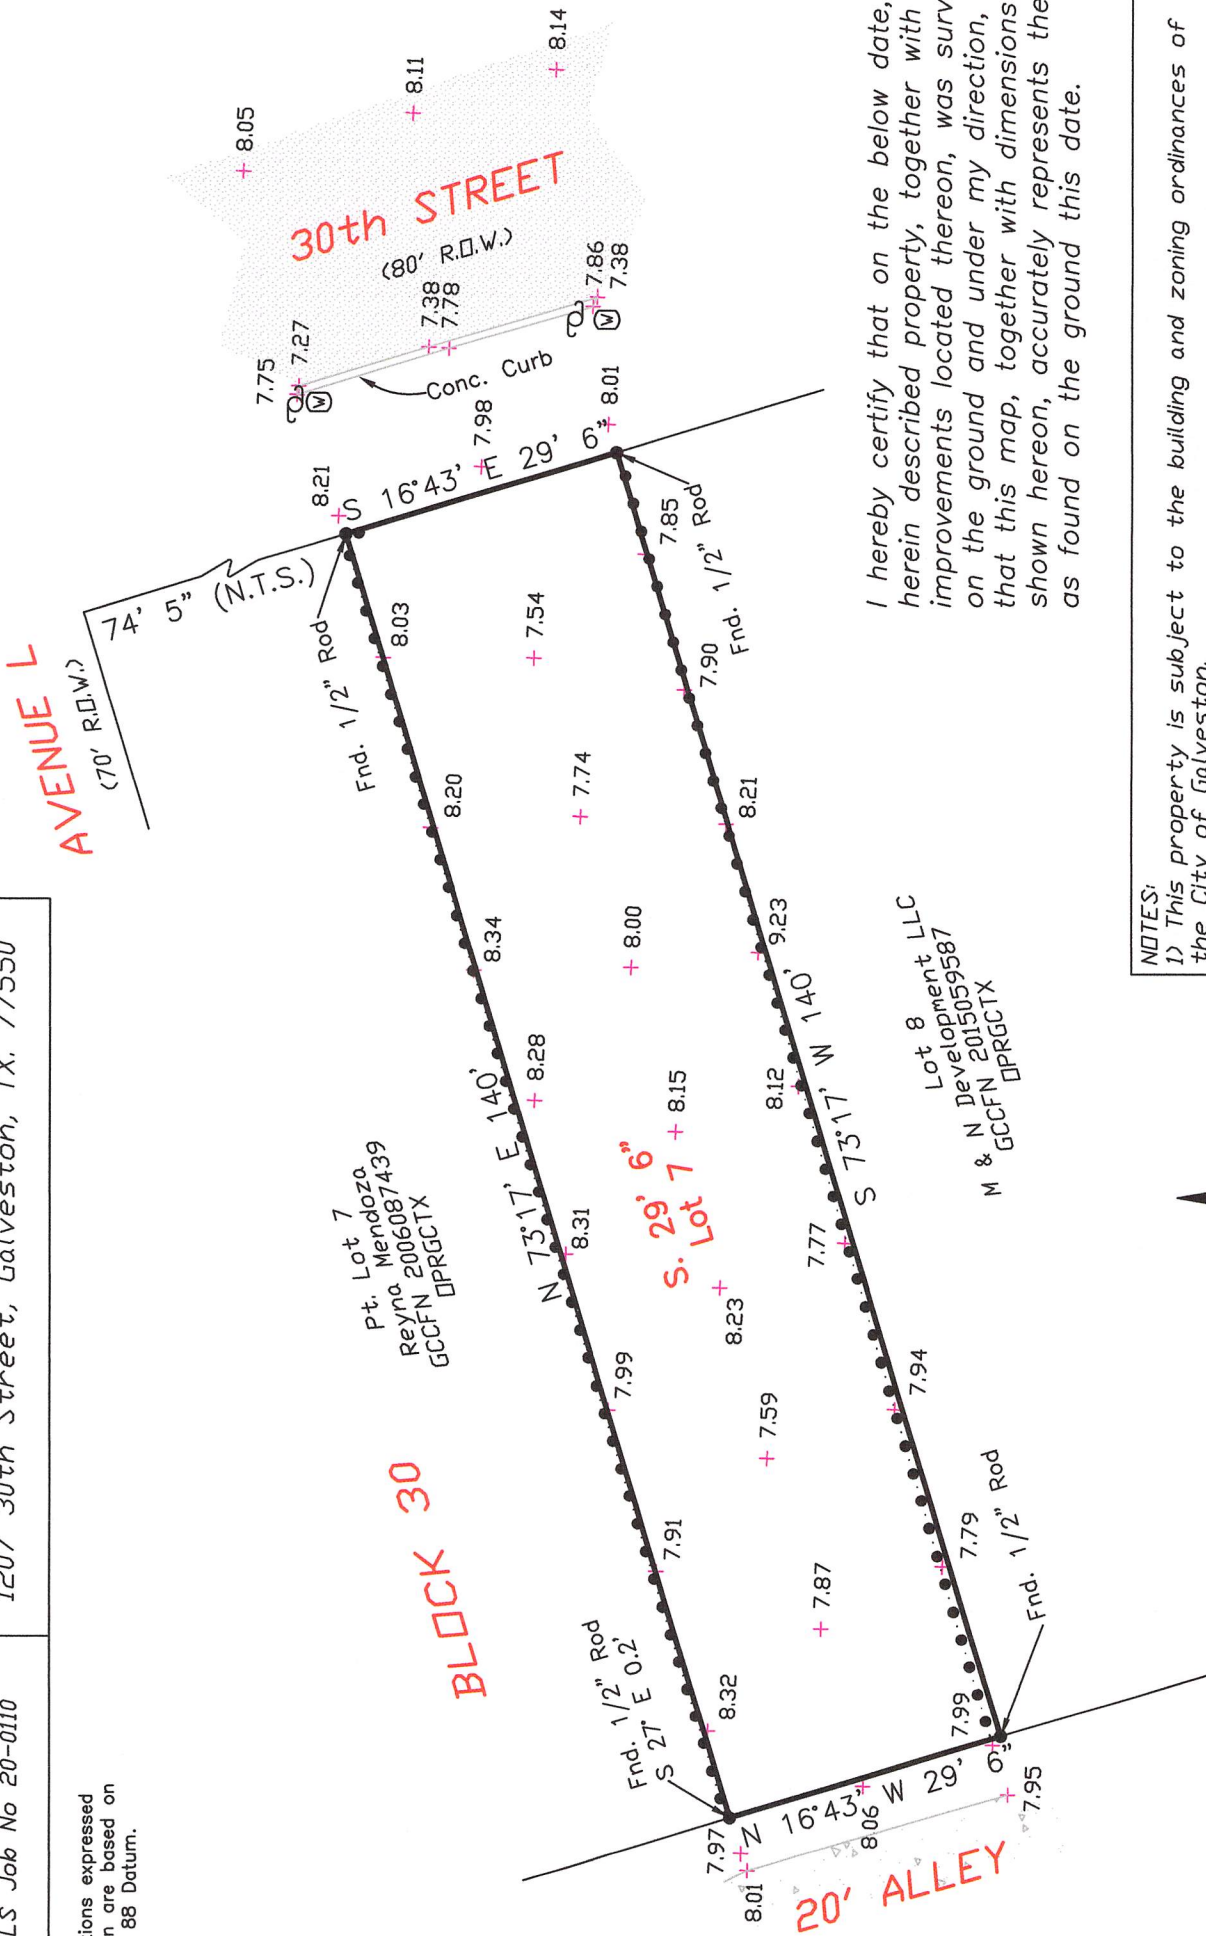 LS Job No 20-0110
1207 30th Street, Galveston, TX. 77550
ions expressed
n are based on
88 Datum.
AVENUE L
(70' R.O.W.)
74' 5" (N.T.S.)
30th STREET
(80' R.O.W.)
8.05
8.11
8.14
7.75
7.27
7.38
7.78
7.86
7.38
W
W
Conc. Curb
8.21
7.98
8.01
S 16°43' E 29' 6"
Fnd. 1/2" Rod
Fnd. 1/2" Rod
8.03
7.54
7.85
8.20
7.74
7.90
8.34
8.00
8.21
8.28
8.15
9.23
8.12
N 73°17' E 140'
S 73°17' W 140'
S. 29' 6"
Lot 7
8.31
8.23
7.77
7.99
7.59
7.94
7.91
7.87
7.79
8.32
7.99
Pt. Lot 7
Reyna Mendoza
GCCFN 2006087439
OPRGCTX
BLOCK 30
Lot 8
M & N Development LLC
GCCFN 2015059587
OPRGCTX
Fnd. 1/2" Rod
S 27° E 0.2'
Fnd. 1/2" Rod
N 16°43' W 29' 6"
7.97
8.01
8.06
7.95
20' ALLEY
I hereby certify that on the below date,
herein described property, together with
improvements located thereon, was surv
on the ground and under my direction,
that this map, together with dimensions
shown hereon, accurately represents the
as found on the ground this date.
NOTES:
1) This property is subject to the building and zoning ordinances of
the City of Galveston.